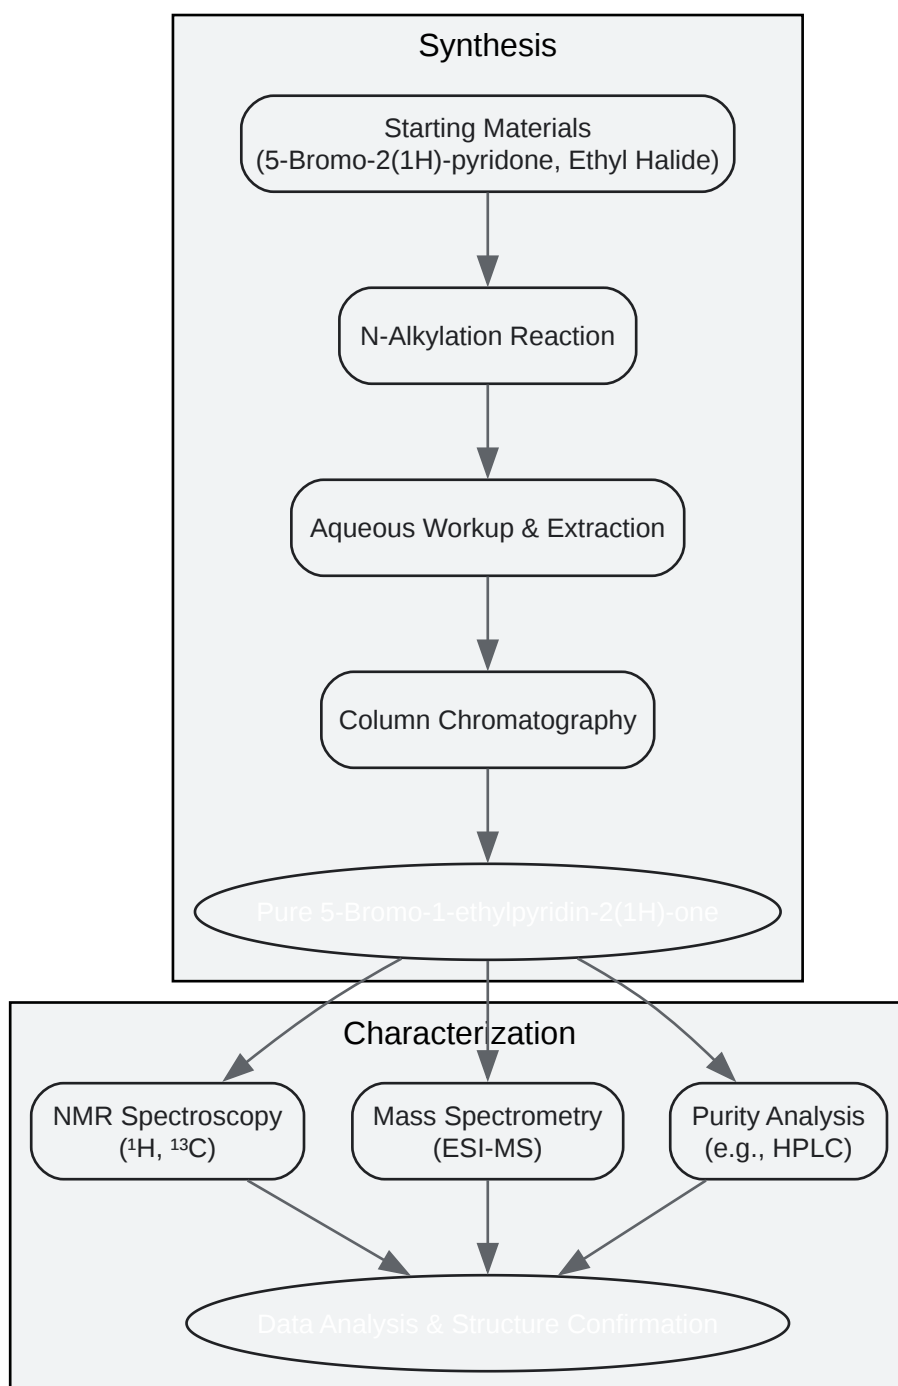 Synthesis
Starting Materials
(5-Bromo-2(1H)-pyridone, Ethyl Halide)
N-Alkylation Reaction
Aqueous Workup & Extraction
Column Chromatography
Pure 5-Bromo-1-ethylpyridin-2(1H)-one
Characterization
NMR Spectroscopy
(¹H, ¹³C)
Mass Spectrometry
(ESI-MS)
Purity Analysis
(e.g., HPLC)
Data Analysis & Structure Confirmation